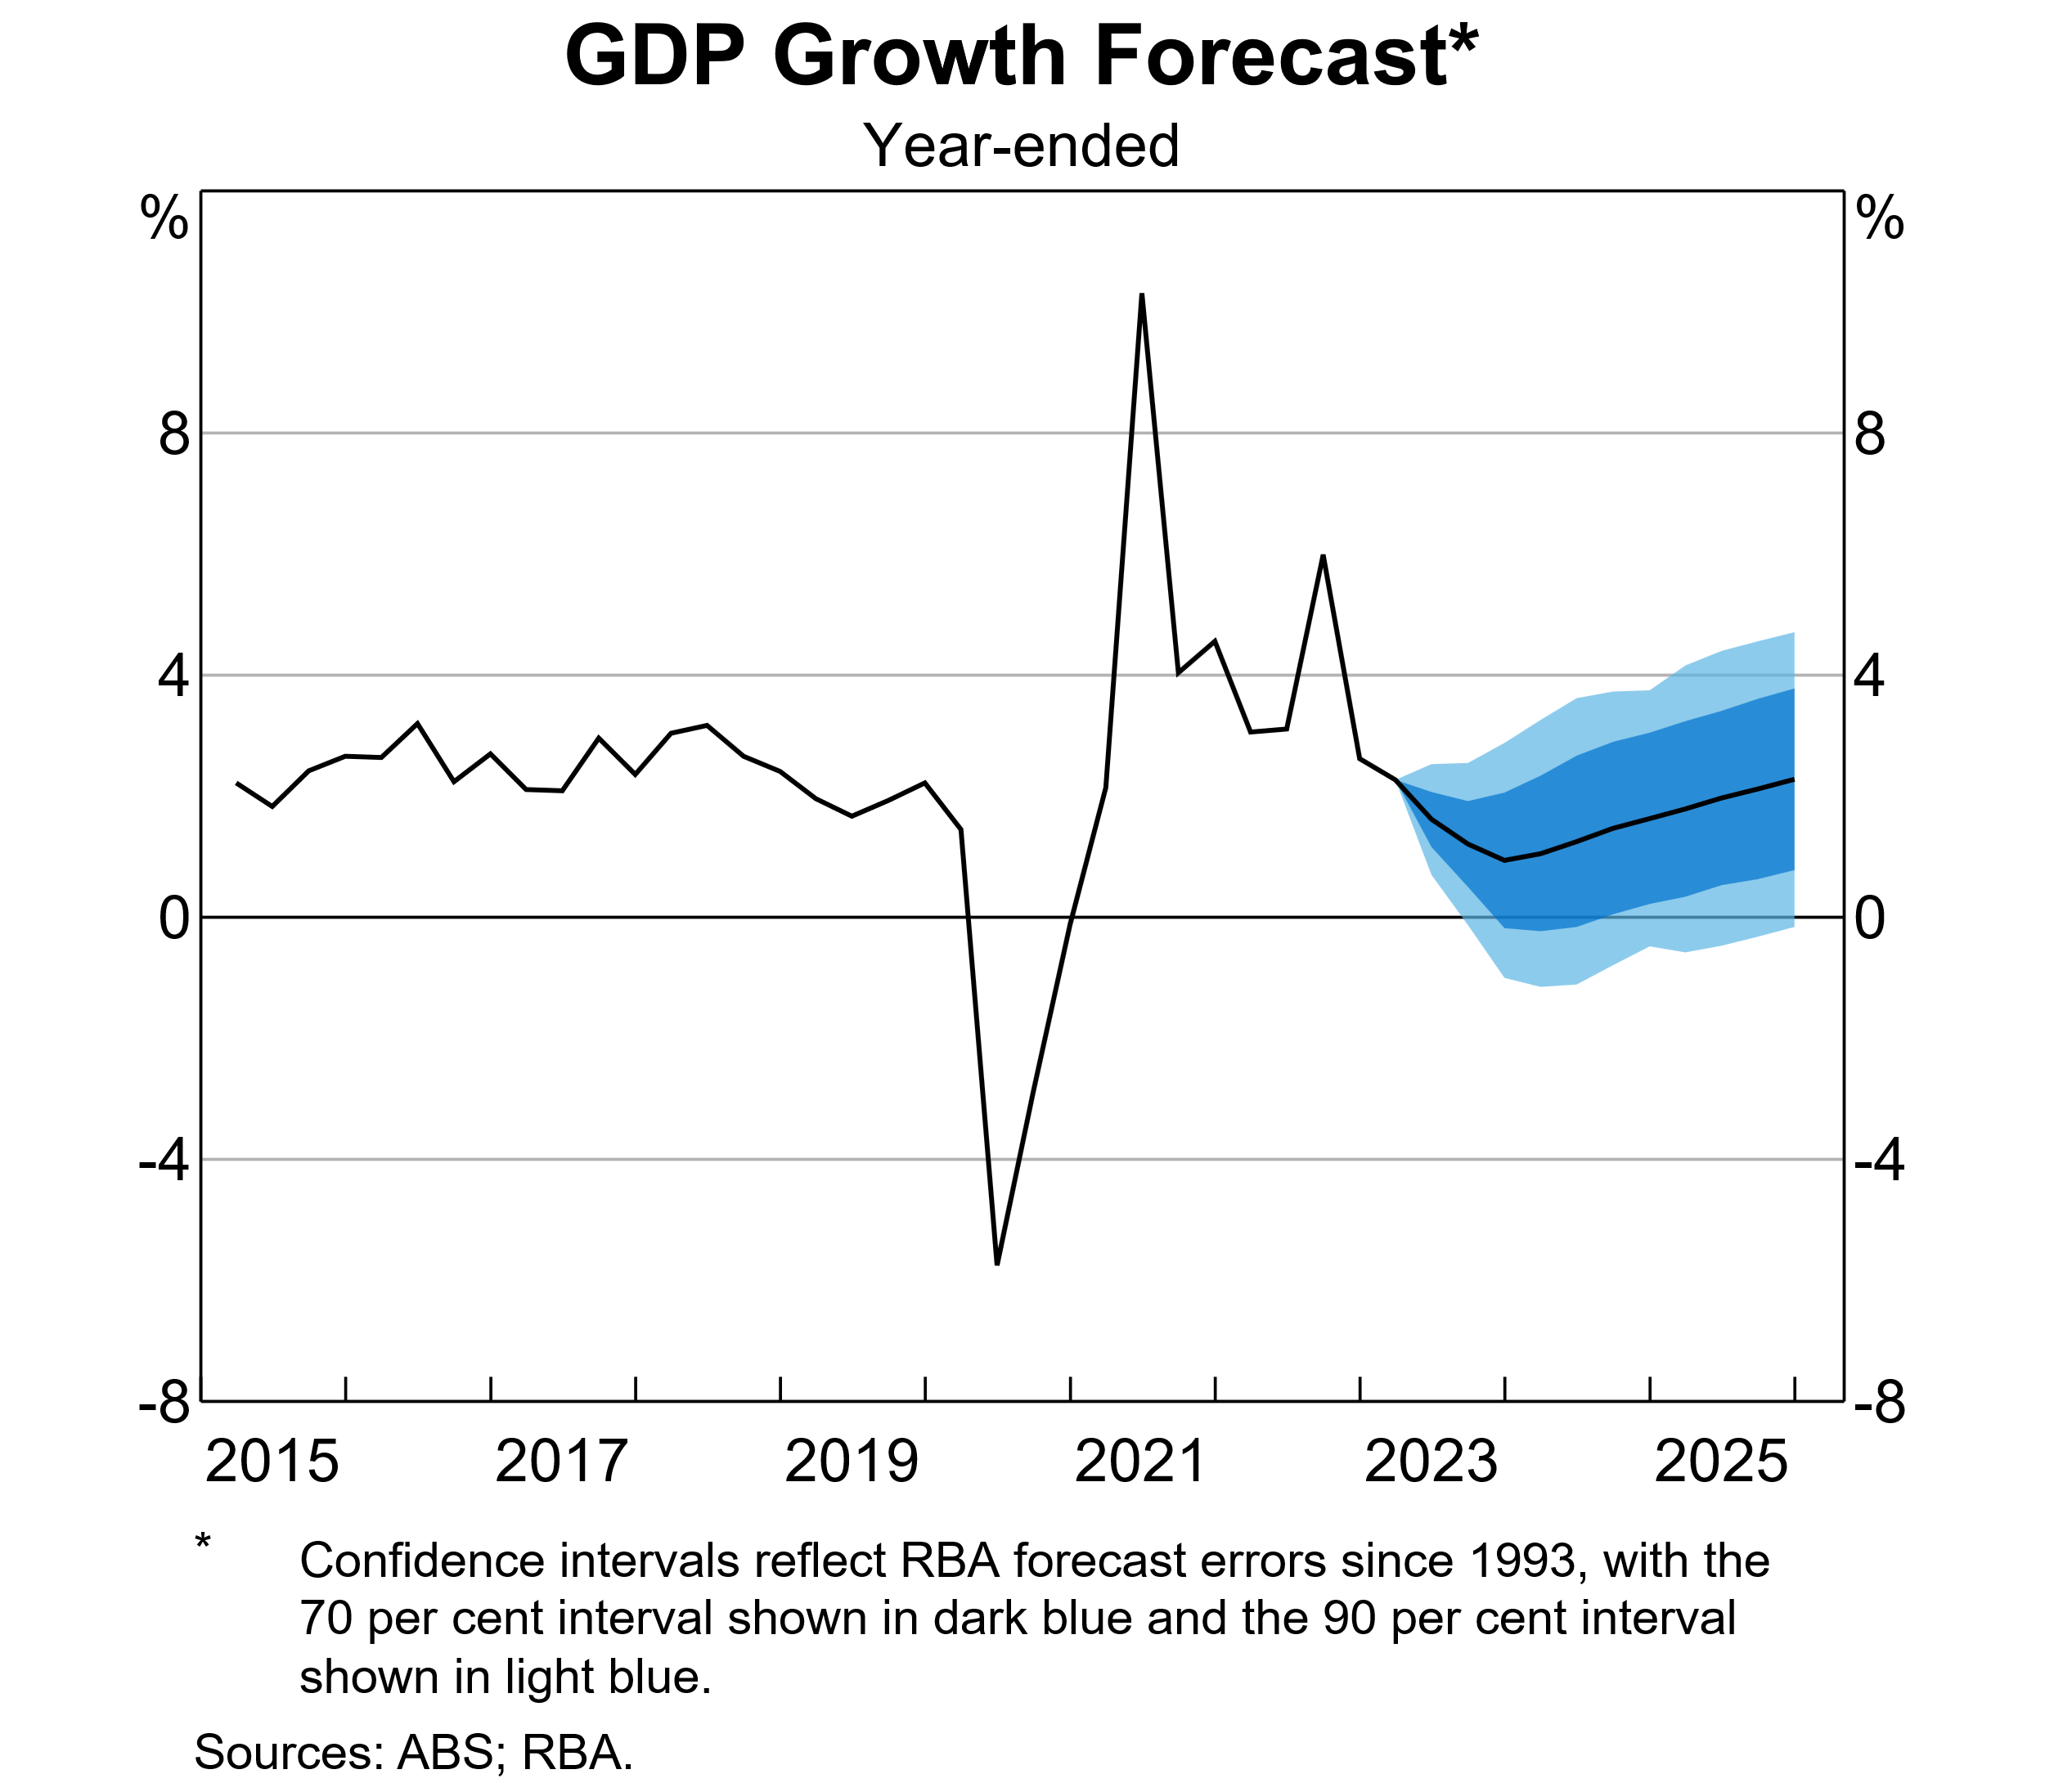 GDP Growth Forecast*
Year-ended
% %
8 8
4 4
0 0
-4 -4
-8 -8
2015 2017 2019 2021 2023 2025
* Confidence intervals reflect RBA forecast errors since 1993, with the
70 per cent interval shown in dark blue and the 90 per cent interval
shown in light blue.
Sources: ABS; RBA.